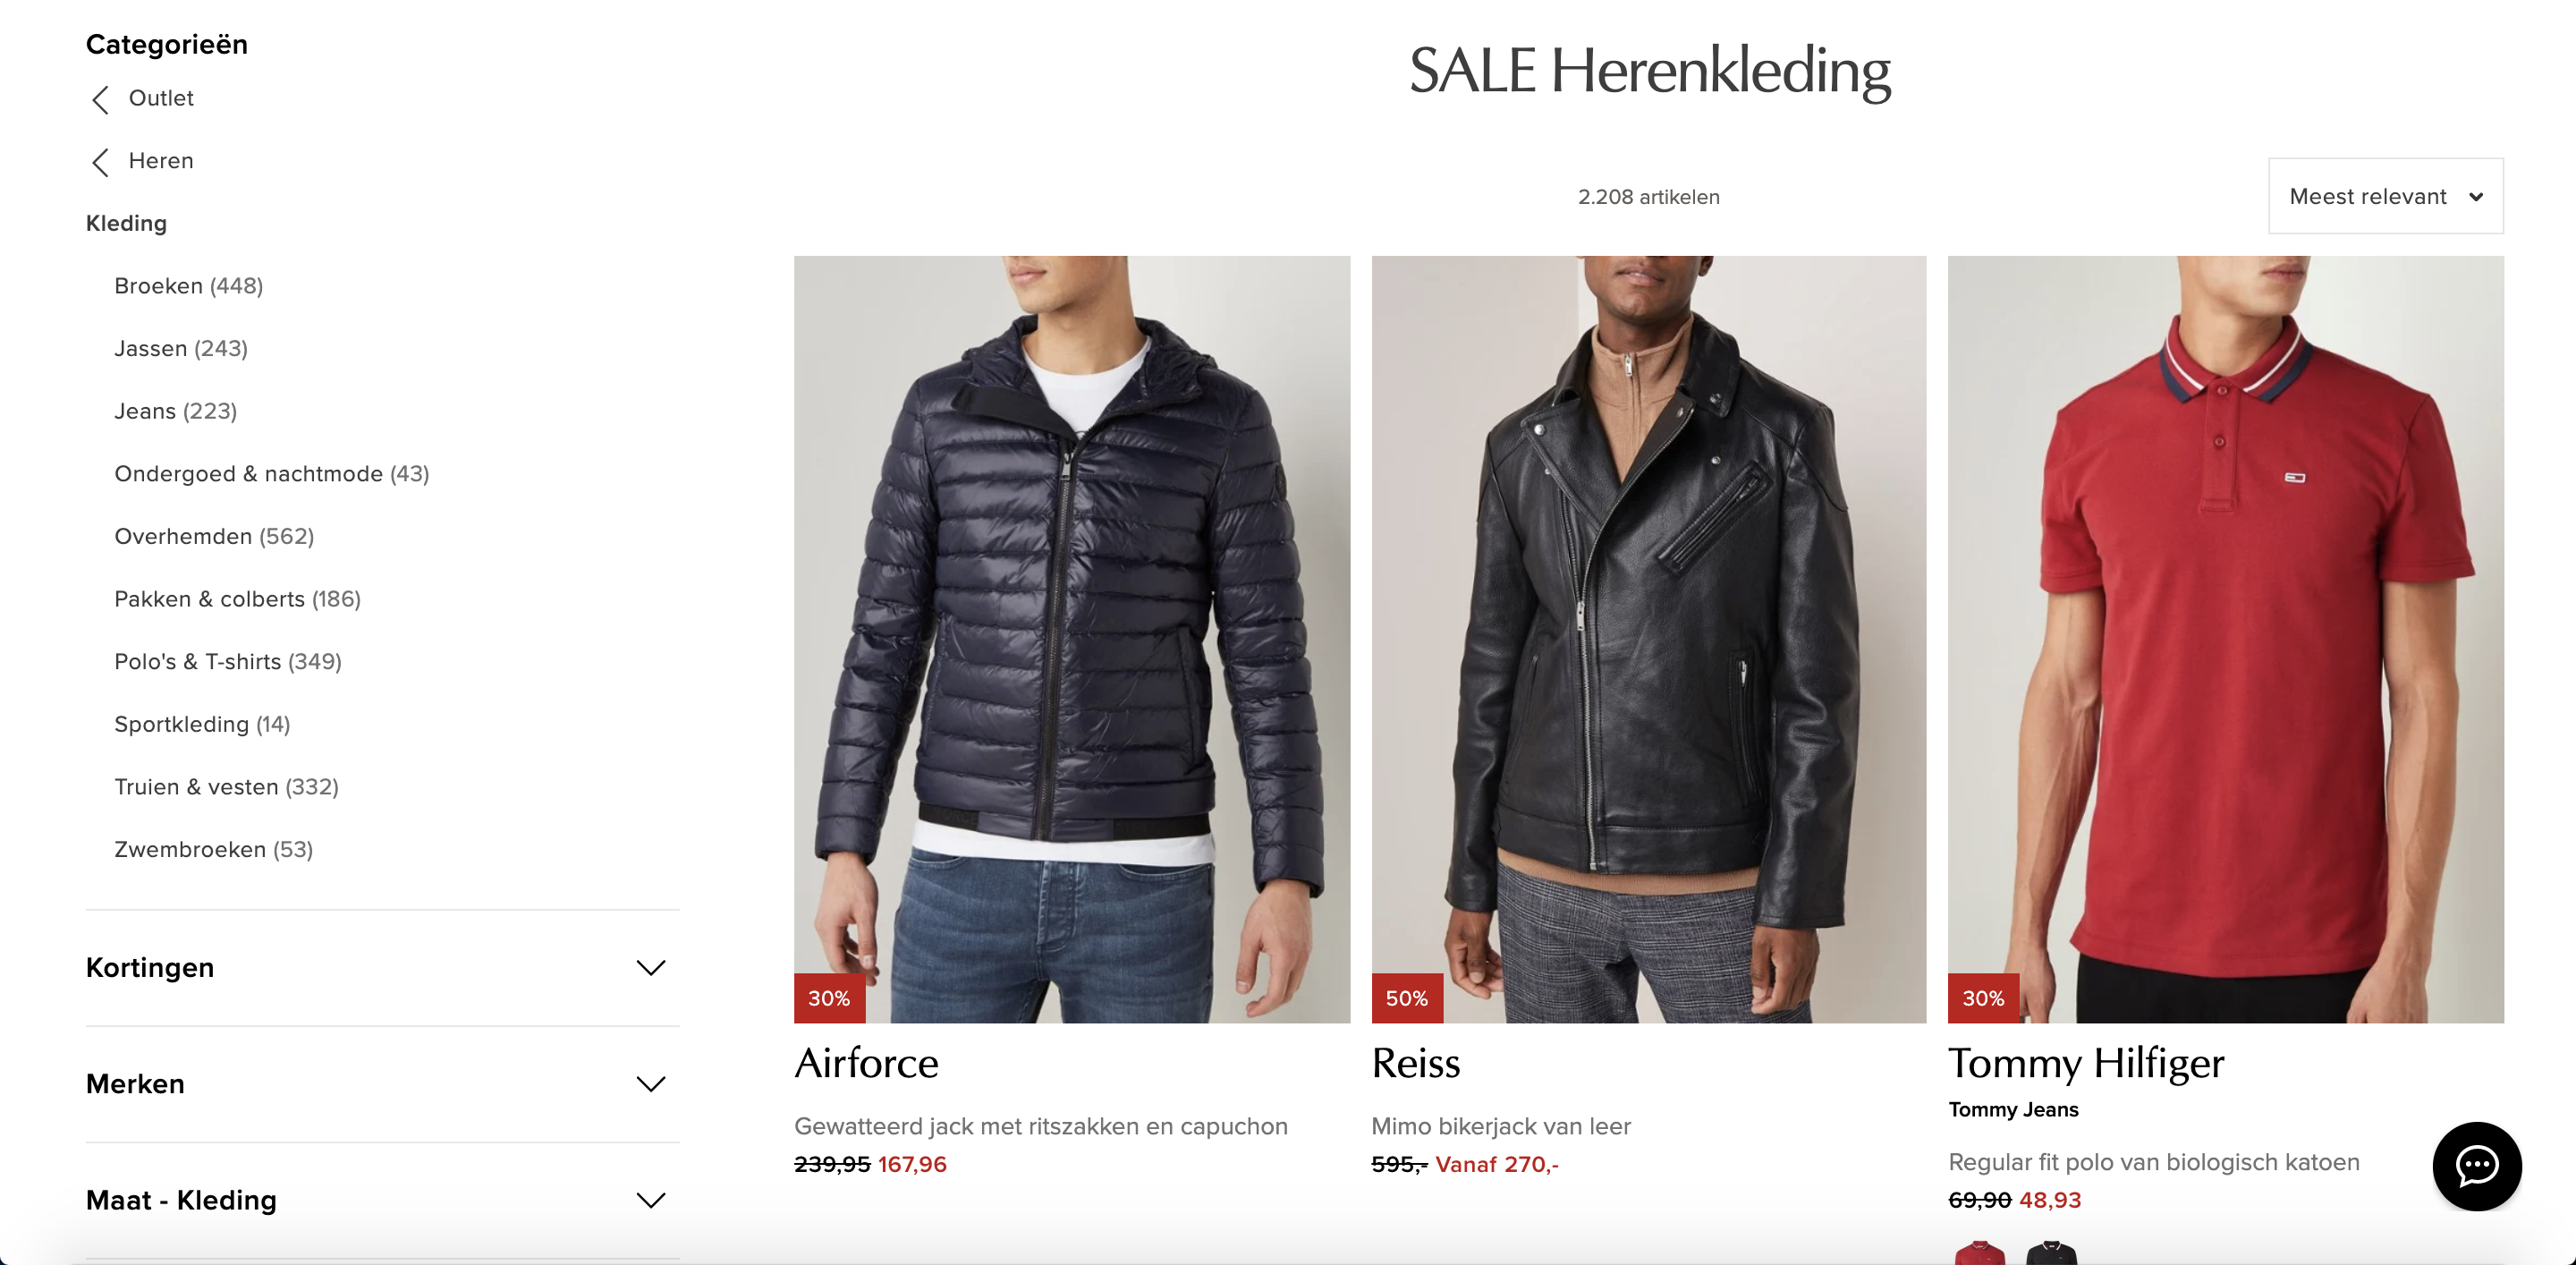 Categorieën
Outlet
Heren
Kleding
Broeken (448)
Jassen (243)
Jeans (223)
Ondergoed & nachtmode (43)
Overhemden (562)
Pakken & colberts (186)
Polo's & T-shirts (349)
Sportkleding (14)
Truien & vesten (332)
Zwembroeken (53)
Kortingen
Merken
Maat - Kleding
SALE Herenkleding
2.208 artikelen
Meest relevant
30%
Airforce
Gewatteerd jack met ritszakken en capuchon
239,95 167,96
50%
Reiss
Mimo bikerjack van leer
595,- Vanaf 270,-
30%
Tommy Hilfiger
Tommy Jeans
Regular fit polo van biologisch katoen
69,90 48,93